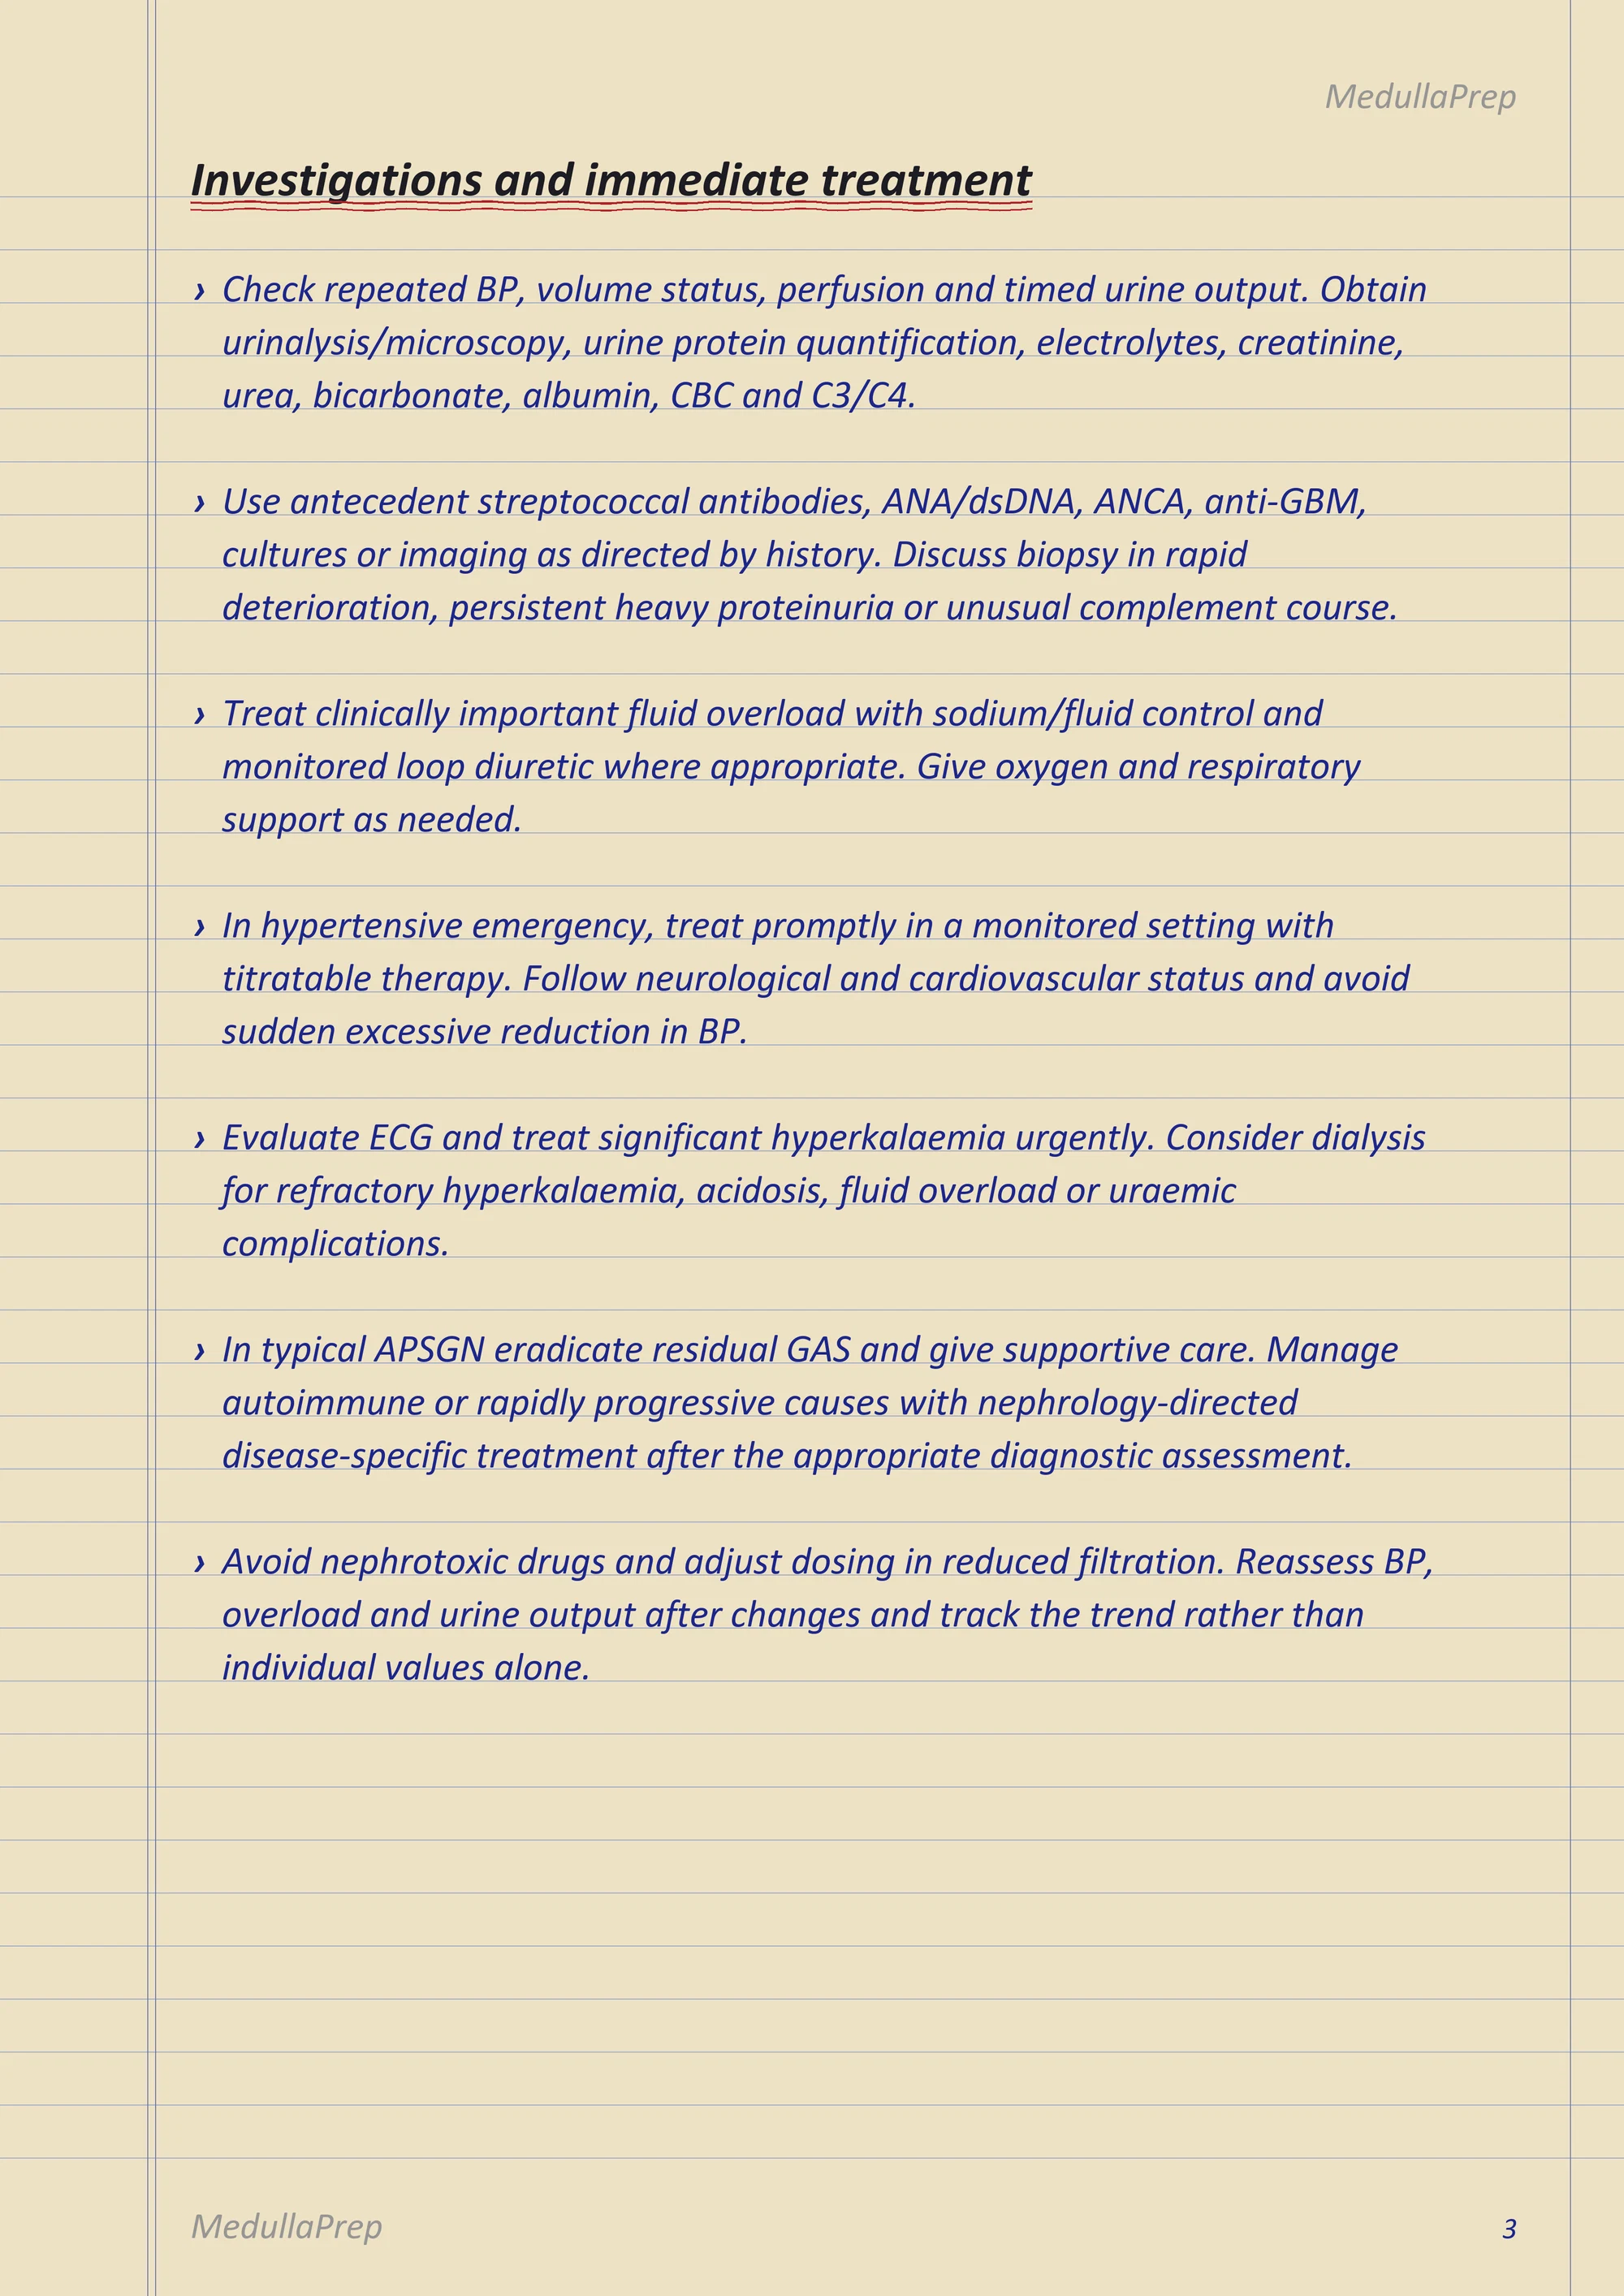 MedullaPrep
Investigations and immediate treatment
› Check repeated BP, volume status, perfusion and timed urine output. Obtain
urinalysis/microscopy, urine protein quantification, electrolytes, creatinine,
urea, bicarbonate, albumin, CBC and C3/C4.
› Use antecedent streptococcal antibodies, ANA/dsDNA, ANCA, anti-GBM,
cultures or imaging as directed by history. Discuss biopsy in rapid
deterioration, persistent heavy proteinuria or unusual complement course.
› Treat clinically important fluid overload with sodium/fluid control and
monitored loop diuretic where appropriate. Give oxygen and respiratory
support as needed.
› In hypertensive emergency, treat promptly in a monitored setting with
titratable therapy. Follow neurological and cardiovascular status and avoid
sudden excessive reduction in BP.
› Evaluate ECG and treat significant hyperkalaemia urgently. Consider dialysis
for refractory hyperkalaemia, acidosis, fluid overload or uraemic
complications.
› In typical APSGN eradicate residual GAS and give supportive care. Manage
autoimmune or rapidly progressive causes with nephrology-directed
disease-specific treatment after the appropriate diagnostic assessment.
› Avoid nephrotoxic drugs and adjust dosing in reduced filtration. Reassess BP,
overload and urine output after changes and track the trend rather than
individual values alone.
MedullaPrep
3